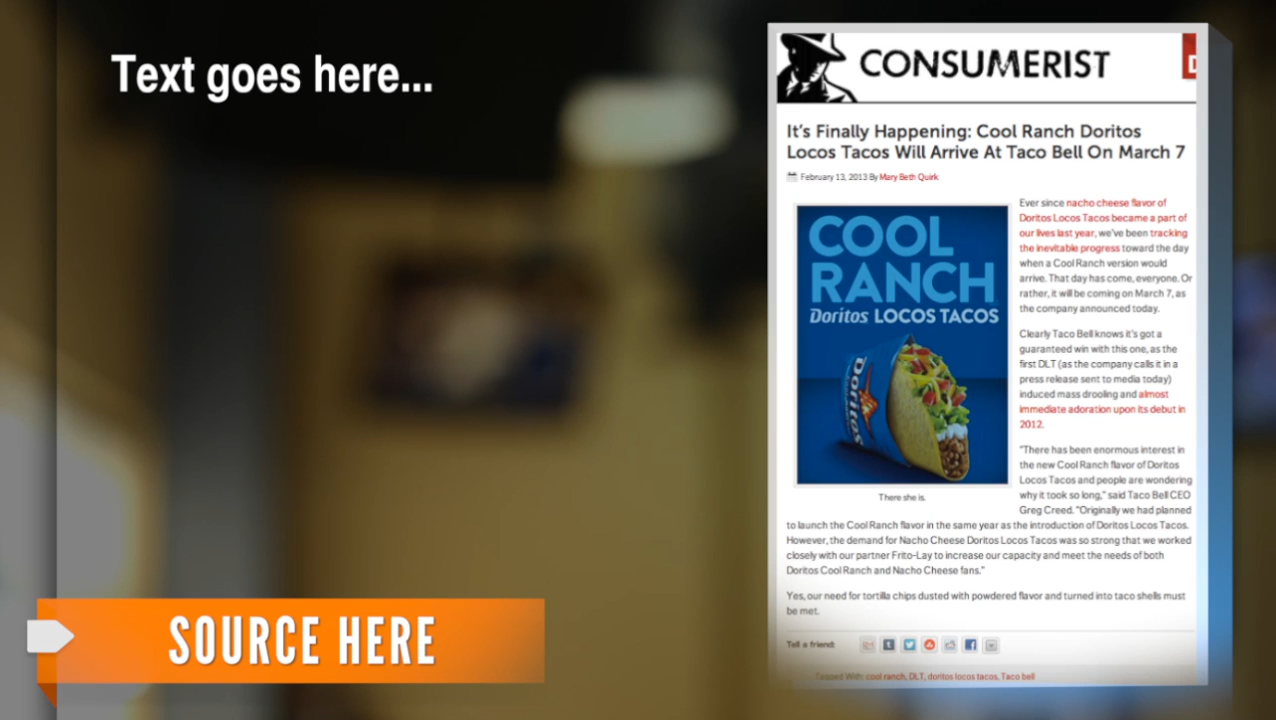 Text goes here...
SOURCE HERE
CONSUMERIST
It's Finally Happening: Cool Ranch Doritos
Locos Tacos Will Arrive At Taco Bell On March 7
February 13, 2013 By Mary Beth Quirk
COOL
RANCH
Doritos LOCOS TACOS
Doritos
There she is.
Ever since nacho cheese flavor of
Doritos Locos Tacos became a part of
our lives last year, we've been tracking
the inevitable progress toward the day
when a Cool Ranch version would
arrive. That day has come, everyone. Or
rather, it will be coming on March 7, as
the company announced today.
Clearly Taco Bell knows it's got a
guaranteed win with this one, as the
first DLT (as the company calls it in a
press release sent to media today)
induced mass drooling and almost
immediate adoration upon its debut in
2012.
"There has been enormous interest in
the new Cool Ranch flavor of Doritos
Locos Tacos and people are wondering
why it took so long," said Taco Bell CEO
Greg Creed. "Originally we had planned
to launch the Cool Ranch flavor in the same year as the introduction of Doritos Locos Tacos.
However, the demand for Nacho Cheese Doritos Locos Tacos was so strong that we worked
closely with our partner Frito-Lay to increase our capacity and meet the needs of both
Doritos Cool Ranch and Nacho Cheese fans."
Yes, our need for tortilla chips dusted with powdered flavor and turned into taco shells must
be met.
Tell a friend:
Tagged With: cool ranch, DLT, doritos locos tacos, Taco bell